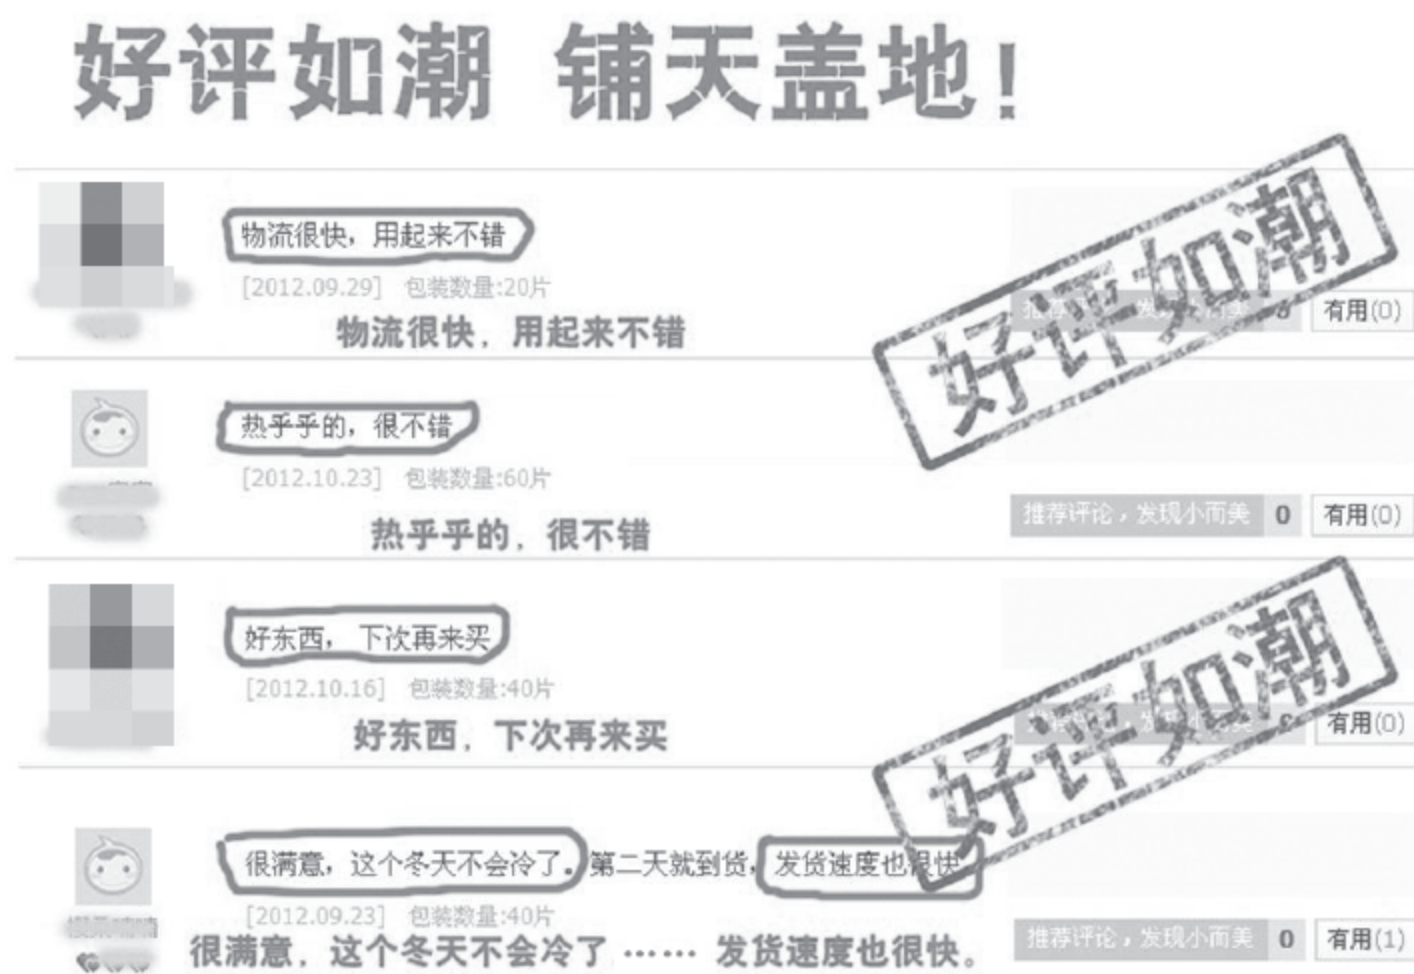 好评如潮 铺天盖地！
物流很快，用起来不错
[2012.09.29] 包装数量:20片
有用(0)
物流很快，用起来不错
好评如潮
热乎乎的，很不错
[2012.10.23] 包装数量:60片
推荐评论，发现小而美 0 有用(0)
热乎乎的，很不错
好东西，下次再来买
[2012.10.16] 包装数量:40片
有用(0)
好东西，下次再来买
好评如潮
很满意，这个冬天不会冷了。第二天就到货，发货速度也很快
[2012.09.23] 包装数量:40片
推荐评论，发现小而美 0 有用(1)
很满意，这个冬天不会冷了……发货速度也很快。